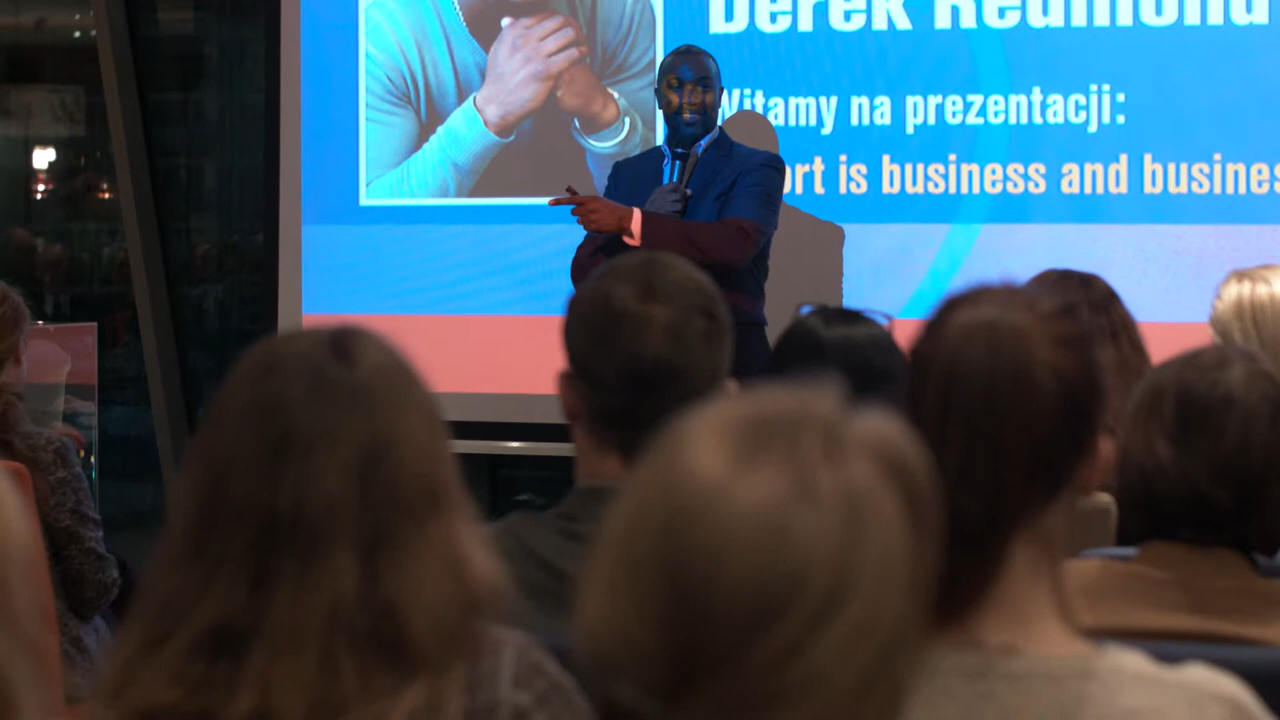 Derek Redmond
Witamy na prezentacji:
ort is business and busines